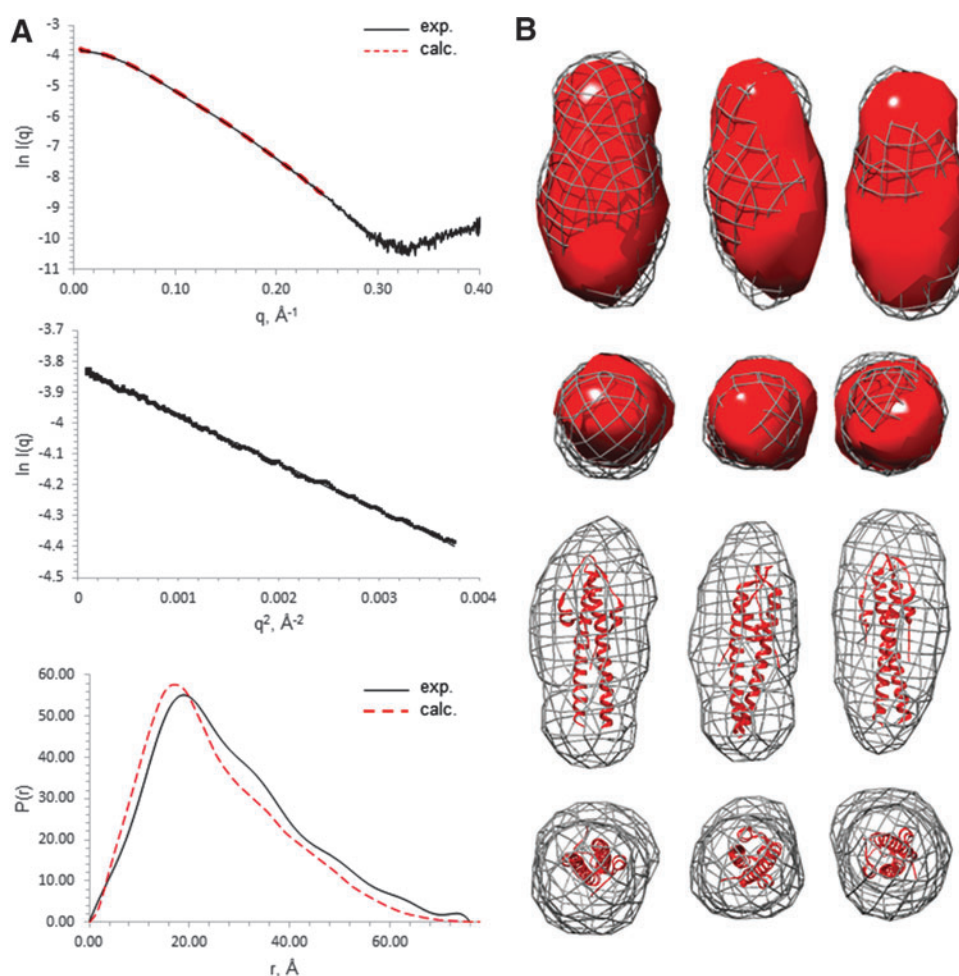 A
B
exp.
calc.
ln I(q)
-3
-4
-5
-6
-7
-8
-9
-10
-11
0.00 0.10 0.20 0.30 0.40
q, Å-1
ln I(q)
-3.7
-3.8
-3.9
-4
-4.1
-4.2
-4.3
-4.4
-4.5
0 0.001 0.002 0.003 0.004
q2, Å-2
exp.
calc.
P(r)
60.00
50.00
40.00
30.00
20.00
10.00
0.00
0.00 20.00 40.00 60.00
r, Å